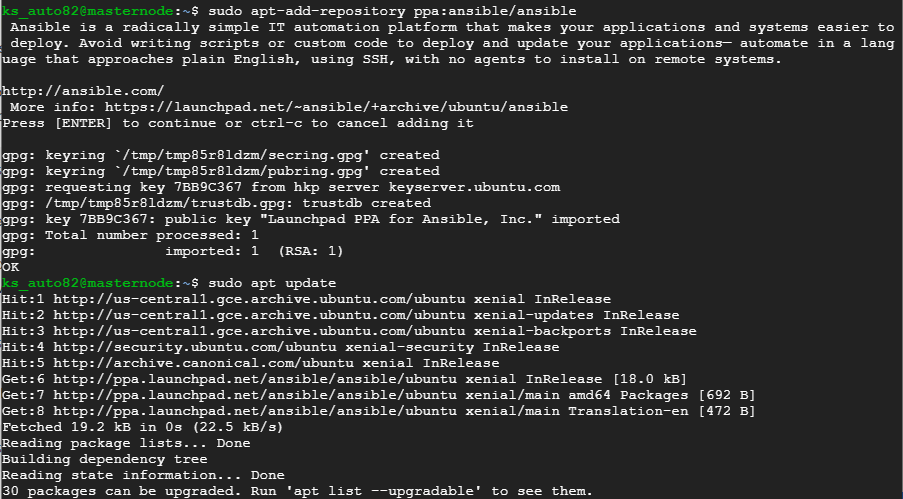 ks_auto82@masternode:~$ sudo apt-add-repository ppa:ansible/ansible
 Ansible is a radically simple IT automation platform that makes your applications and systems easier to
 deploy. Avoid writing scripts or custom code to deploy and update your applications— automate in a lang
uage that approaches plain English, using SSH, with no agents to install on remote systems.
http://ansible.com/
 More info: https://launchpad.net/~ansible/+archive/ubuntu/ansible
Press [ENTER] to continue or ctrl-c to cancel adding it
gpg: keyring `/tmp/tmp85r8ldzm/secring.gpg' created
gpg: keyring `/tmp/tmp85r8ldzm/pubring.gpg' created
gpg: requesting key 7BB9C367 from hkp server keyserver.ubuntu.com
gpg: /tmp/tmp85r8ldzm/trustdb.gpg: trustdb created
gpg: key 7BB9C367: public key "Launchpad PPA for Ansible, Inc." imported
gpg: Total number processed: 1
gpg:               imported: 1  (RSA: 1)
OK
ks_auto82@masternode:~$ sudo apt update
Hit:1 http://us-central1.gce.archive.ubuntu.com/ubuntu xenial InRelease
Hit:2 http://us-central1.gce.archive.ubuntu.com/ubuntu xenial-updates InRelease
Hit:3 http://us-central1.gce.archive.ubuntu.com/ubuntu xenial-backports InRelease
Hit:4 http://security.ubuntu.com/ubuntu xenial-security InRelease
Hit:5 http://archive.canonical.com/ubuntu xenial InRelease
Get:6 http://ppa.launchpad.net/ansible/ansible/ubuntu xenial InRelease [18.0 kB]
Get:7 http://ppa.launchpad.net/ansible/ansible/ubuntu xenial/main amd64 Packages [692 B]
Get:8 http://ppa.launchpad.net/ansible/ansible/ubuntu xenial/main Translation-en [472 B]
Fetched 19.2 kB in 0s (22.5 kB/s)
Reading package lists... Done
Building dependency tree
Reading state information... Done
30 packages can be upgraded. Run 'apt list --upgradable' to see them.